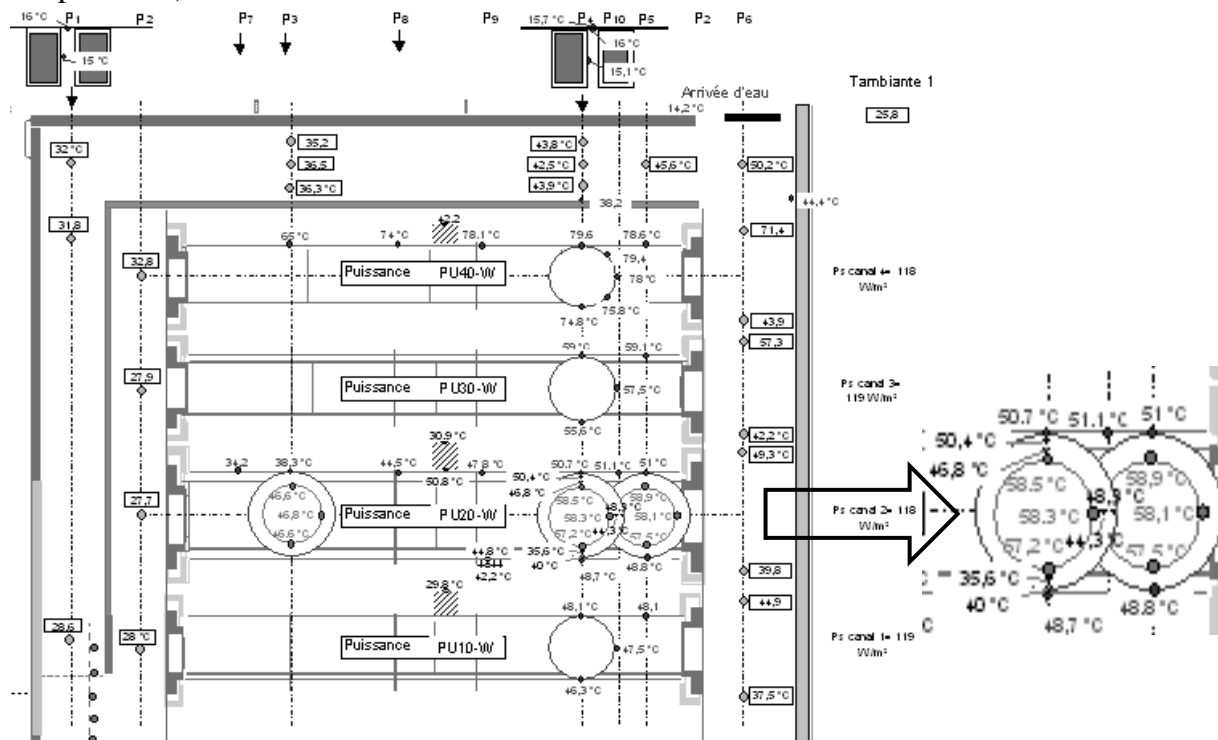 16 °C P1 P2 P7 P3 P8 P9 15,7 °C P4 P10 P5 P2 P6
15 °C
16 °C
15,1 °C
Arrivée d'eau
14,2 °C
Tambiante 1
25,8
32 °C
35,2
36,5
36,3 °C
43,8 °C
42,5 °C
43,9 °C
45,6 °C
50,2 °C
38,2
44,4 °C
31,8
42.2
65 °C 74 °C 78.1 °C 79.6 78.6 °C
71,4
32,8
Puissance PU40-W
79,4
78 °C
75.8 °C
74.8 °C
Ps canal 4= 118
W/m²
43,9
57,3
59 °C 59.1 °C
27,9
Puissance PU30-W
57,5 °C
55,6 °C
Ps canal 3=
119 W/m²
42,2 °C
49,3 °C
30,9 °C
34,2 38,3 °C 44,5 °C 47,8 °C 50.7 °C 51.1 °C 51 °C
50,8 °C
50,4 °C
46,8 °C
27,7
46,6 °C
46,8 °C
46,6 °C
Puissance PU20-W
58.5 °C
58.3 °C
57,2 °C
48,9 °C
44,3 °C
58,9 °C
58,1 °C
57.5 °C
Ps canal 2= 118
W/m²
44.8 °C
42,2 °C
35,6 °C
40 °C
48,7 °C
48.8 °C
39,8
44,9
29.8 °C
48,1 °C 48,1
28,6
28 °C
Puissance PU10-W
47,5 °C
46,3 °C
Ps canal 1= 119
W/m²
37,5 °C
50.7 °C 51.1 °C 51 °C
50,4 °C
46,8 °C
58.5 °C
58,9 °C
58.3 °C
58,1 °C
57,2 °C
44,3 °C
57.5 °C
35,6 °C
40 °C
48,7 °C
48.8 °C